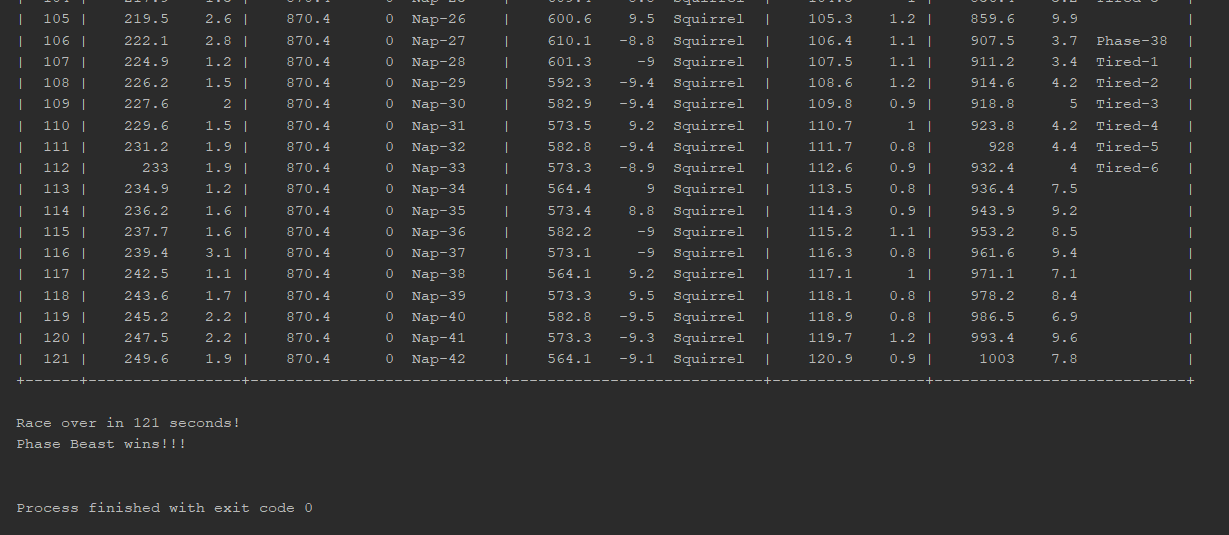 | 105 | 219.5 2.6 | 870.4 0 Nap-26 | 600.6 9.5 Squirrel | 105.3 1.2 | 859.6 9.9 |
| 106 | 222.1 2.8 | 870.4 0 Nap-27 | 610.1 -8.8 Squirrel | 106.4 1.1 | 907.5 3.7 Phase-38 |
| 107 | 224.9 1.2 | 870.4 0 Nap-28 | 601.3 -9 Squirrel | 107.5 1.1 | 911.2 3.4 Tired-1 |
| 108 | 226.2 1.5 | 870.4 0 Nap-29 | 592.3 -9.4 Squirrel | 108.6 1.2 | 914.6 4.2 Tired-2 |
| 109 | 227.6 2 | 870.4 0 Nap-30 | 582.9 -9.4 Squirrel | 109.8 0.9 | 918.8 5 Tired-3 |
| 110 | 229.6 1.5 | 870.4 0 Nap-31 | 573.5 9.2 Squirrel | 110.7 1 | 923.8 4.2 Tired-4 |
| 111 | 231.2 1.9 | 870.4 0 Nap-32 | 582.8 -9.4 Squirrel | 111.7 0.8 | 928 4.4 Tired-5 |
| 112 | 233 1.9 | 870.4 0 Nap-33 | 573.3 -8.9 Squirrel | 112.6 0.9 | 932.4 4 Tired-6 |
| 113 | 234.9 1.2 | 870.4 0 Nap-34 | 564.4 9 Squirrel | 113.5 0.8 | 936.4 7.5 |
| 114 | 236.2 1.6 | 870.4 0 Nap-35 | 573.4 8.8 Squirrel | 114.3 0.9 | 943.9 9.2 |
| 115 | 237.7 1.6 | 870.4 0 Nap-36 | 582.2 -9 Squirrel | 115.2 1.1 | 953.2 8.5 |
| 116 | 239.4 3.1 | 870.4 0 Nap-37 | 573.1 -9 Squirrel | 116.3 0.8 | 961.6 9.4 |
| 117 | 242.5 1.1 | 870.4 0 Nap-38 | 564.1 9.2 Squirrel | 117.1 1 | 971.1 7.1 |
| 118 | 243.6 1.7 | 870.4 0 Nap-39 | 573.3 9.5 Squirrel | 118.1 0.8 | 978.2 8.4 |
| 119 | 245.2 2.2 | 870.4 0 Nap-40 | 582.8 -9.5 Squirrel | 118.9 0.8 | 986.5 6.9 |
| 120 | 247.5 2.2 | 870.4 0 Nap-41 | 573.3 -9.3 Squirrel | 119.7 1.2 | 993.4 9.6 |
| 121 | 249.6 1.9 | 870.4 0 Nap-42 | 564.1 -9.1 Squirrel | 120.9 0.9 | 1003 7.8 |
+------+-----------------+----------------------------+----------------------------+-----------------+----------------------------+
Race over in 121 seconds!
Phase Beast wins!!!
Process finished with exit code 0